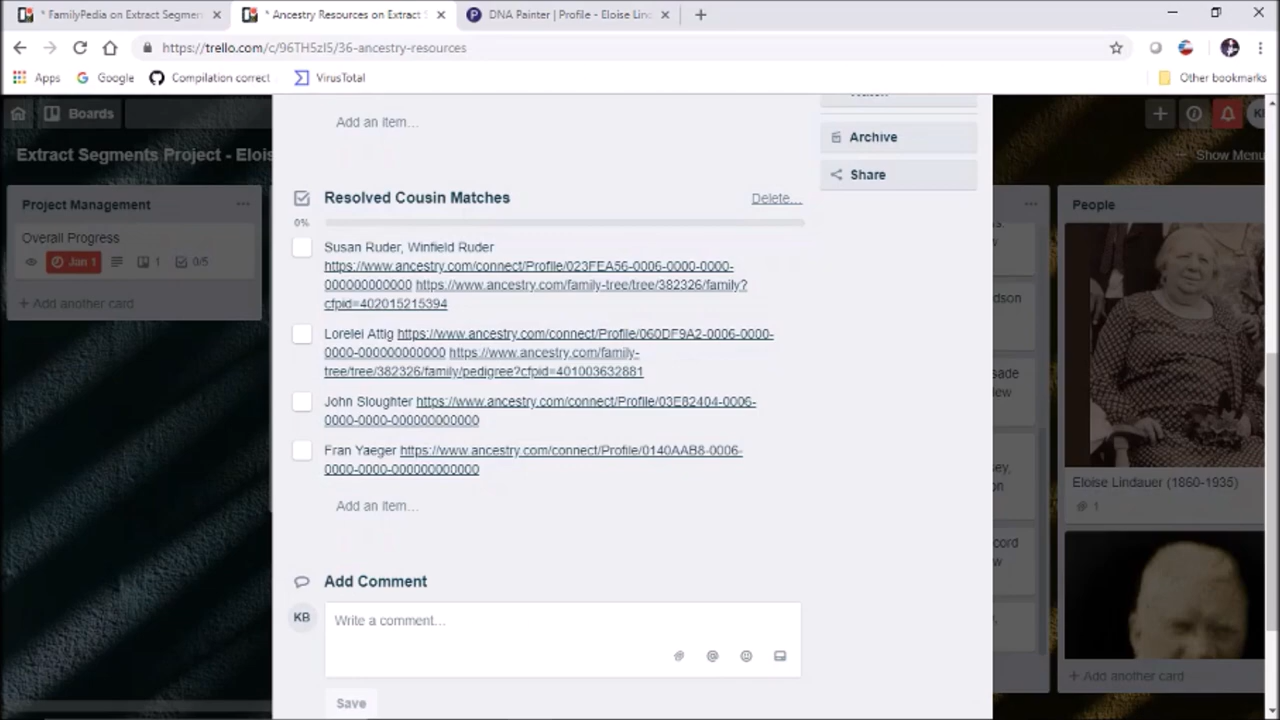 * FamilyPedia on Extract Segmen
* Ancestry Resources on Extract S
DNA Painter | Profile - Eloise Lind
https://trello.com/c/96TH5zI5/36-ancestry-resources
Apps
Google
Compilation correct
VirusTotal
Other bookmarks
Boards
Extract Segments Project - Elois
Show Menu
Project Management
Overall Progress
Jan 1
1
0/5
+ Add another card
Add an item…
Archive
Share
Resolved Cousin Matches
Delete…
0%
Susan Ruder, Winfield Ruder
https://www.ancestry.com/connect/Profile/023FEA56-0006-0000-0000-
000000000000 https://www.ancestry.com/family-tree/tree/382326/family?
cfpid=402015215394
Lorelei Attig https://www.ancestry.com/connect/Profile/060DF9A2-0006-0000-
0000-000000000000 https://www.ancestry.com/family-
tree/tree/382326/family/pedigree?cfpid=401003632881
John Sloughter https://www.ancestry.com/connect/Profile/03E82404-0006-
0000-0000-000000000000
Fran Yaeger https://www.ancestry.com/connect/Profile/0140AAB8-0006-
0000-0000-000000000000
Add an item…
Add Comment
KB
Write a comment…
Save
People
Eloise Lindauer (1860-1935)
1
+ Add another card